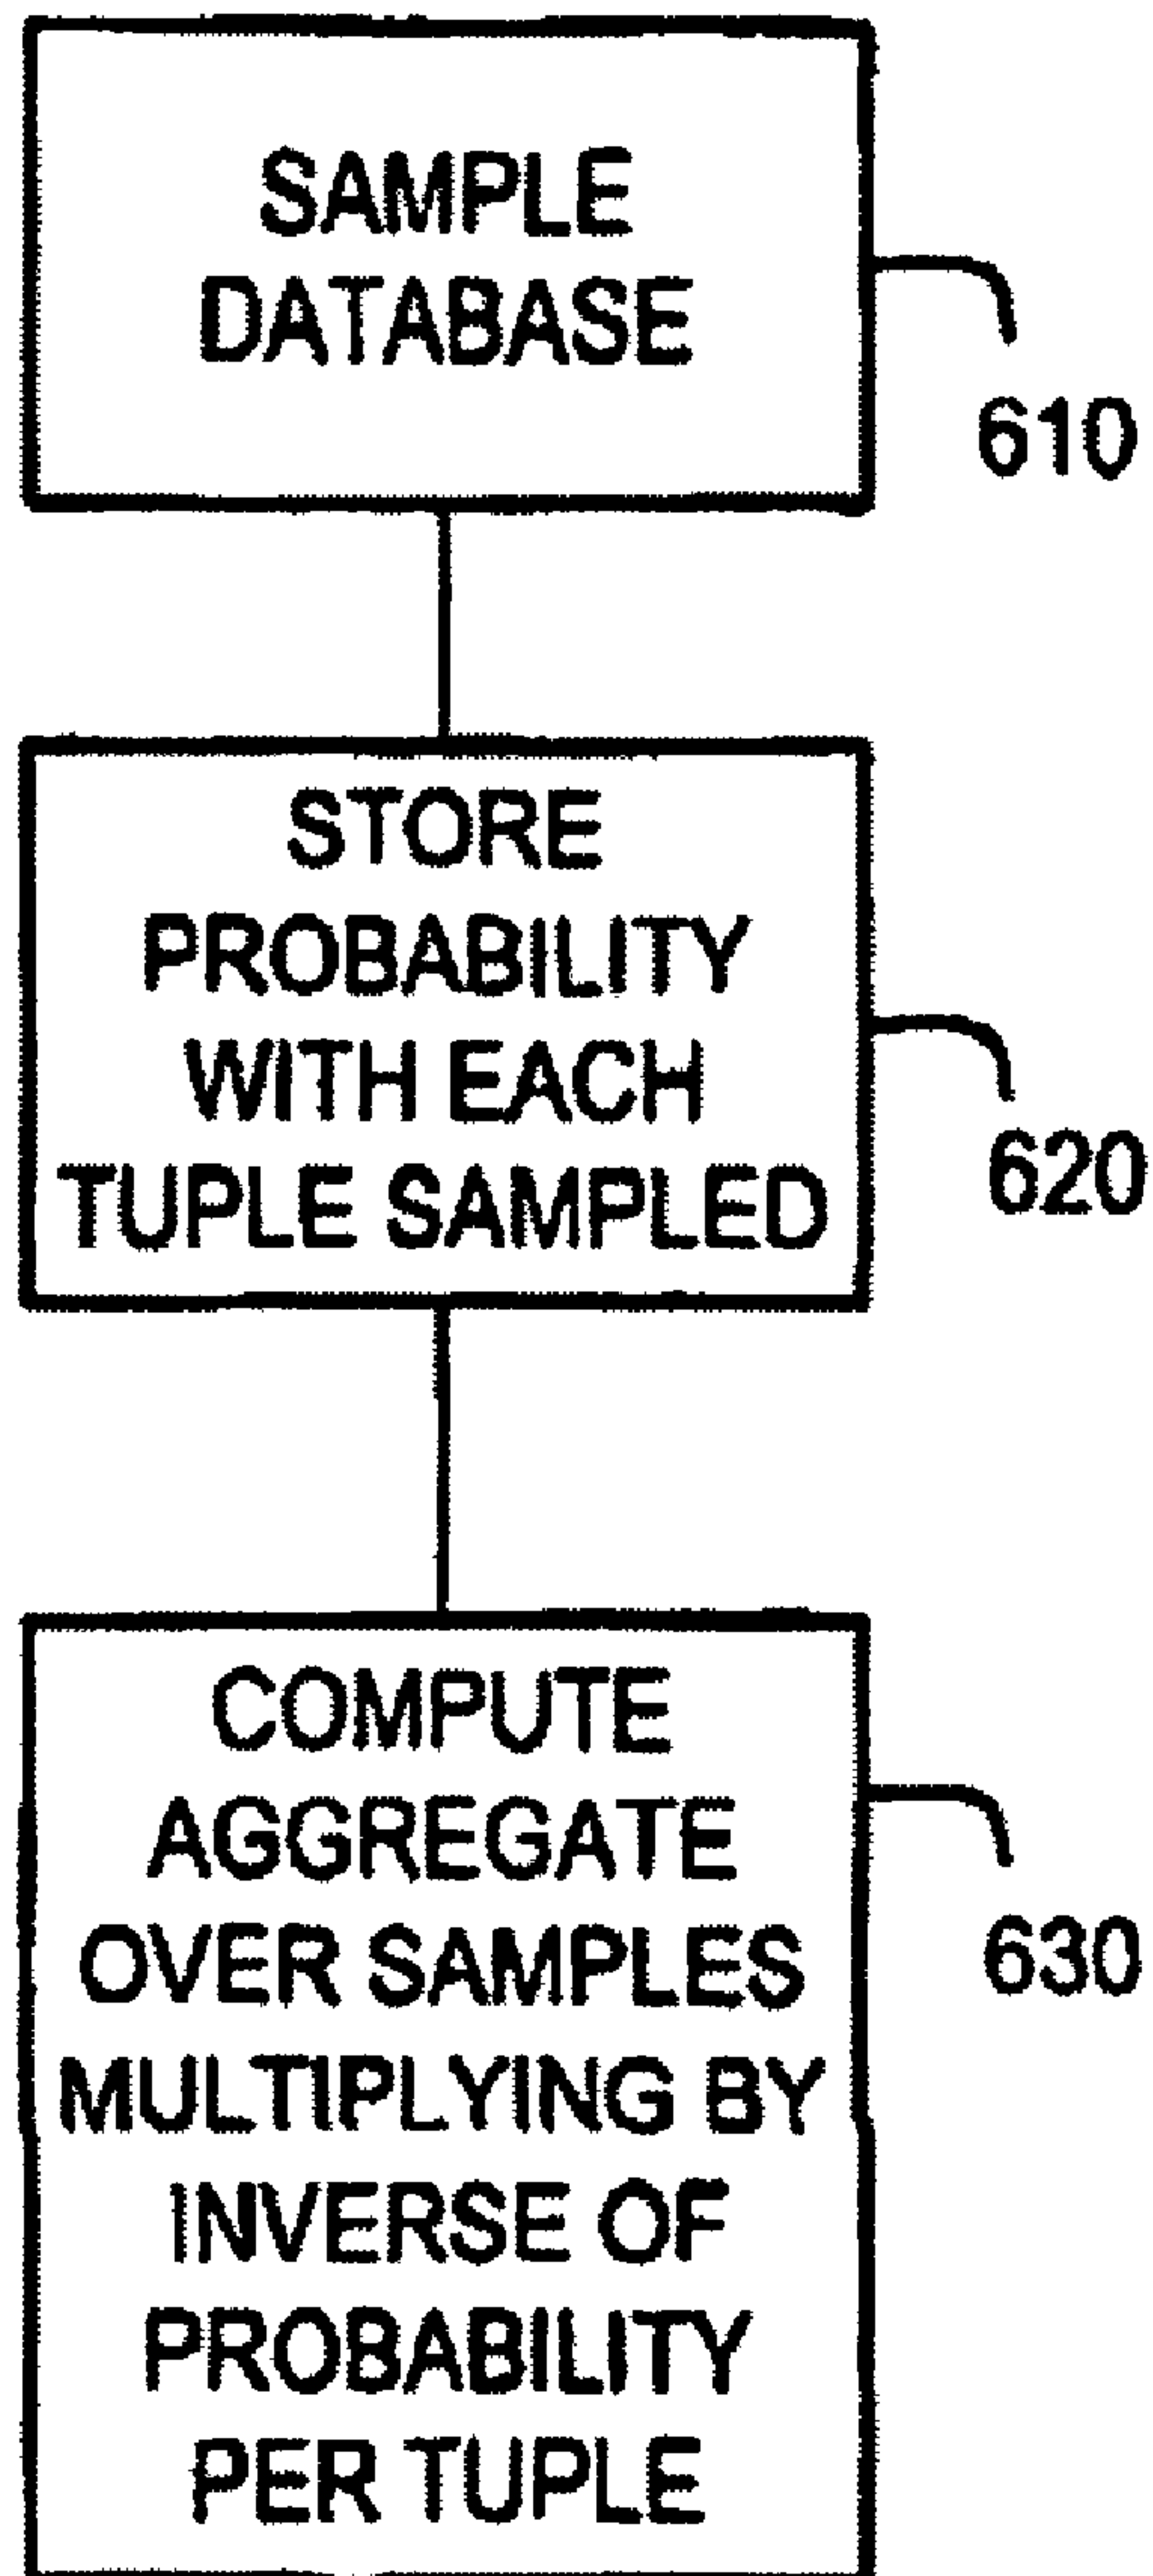 SAMPLE
DATABASE
610
STORE
PROBABILITY
WITH EACH
TUPLE SAMPLED
620
COMPUTE
AGGREGATE
OVER SAMPLES
MULTIPLYING BY
INVERSE OF
PROBABILITY
PER TUPLE
630